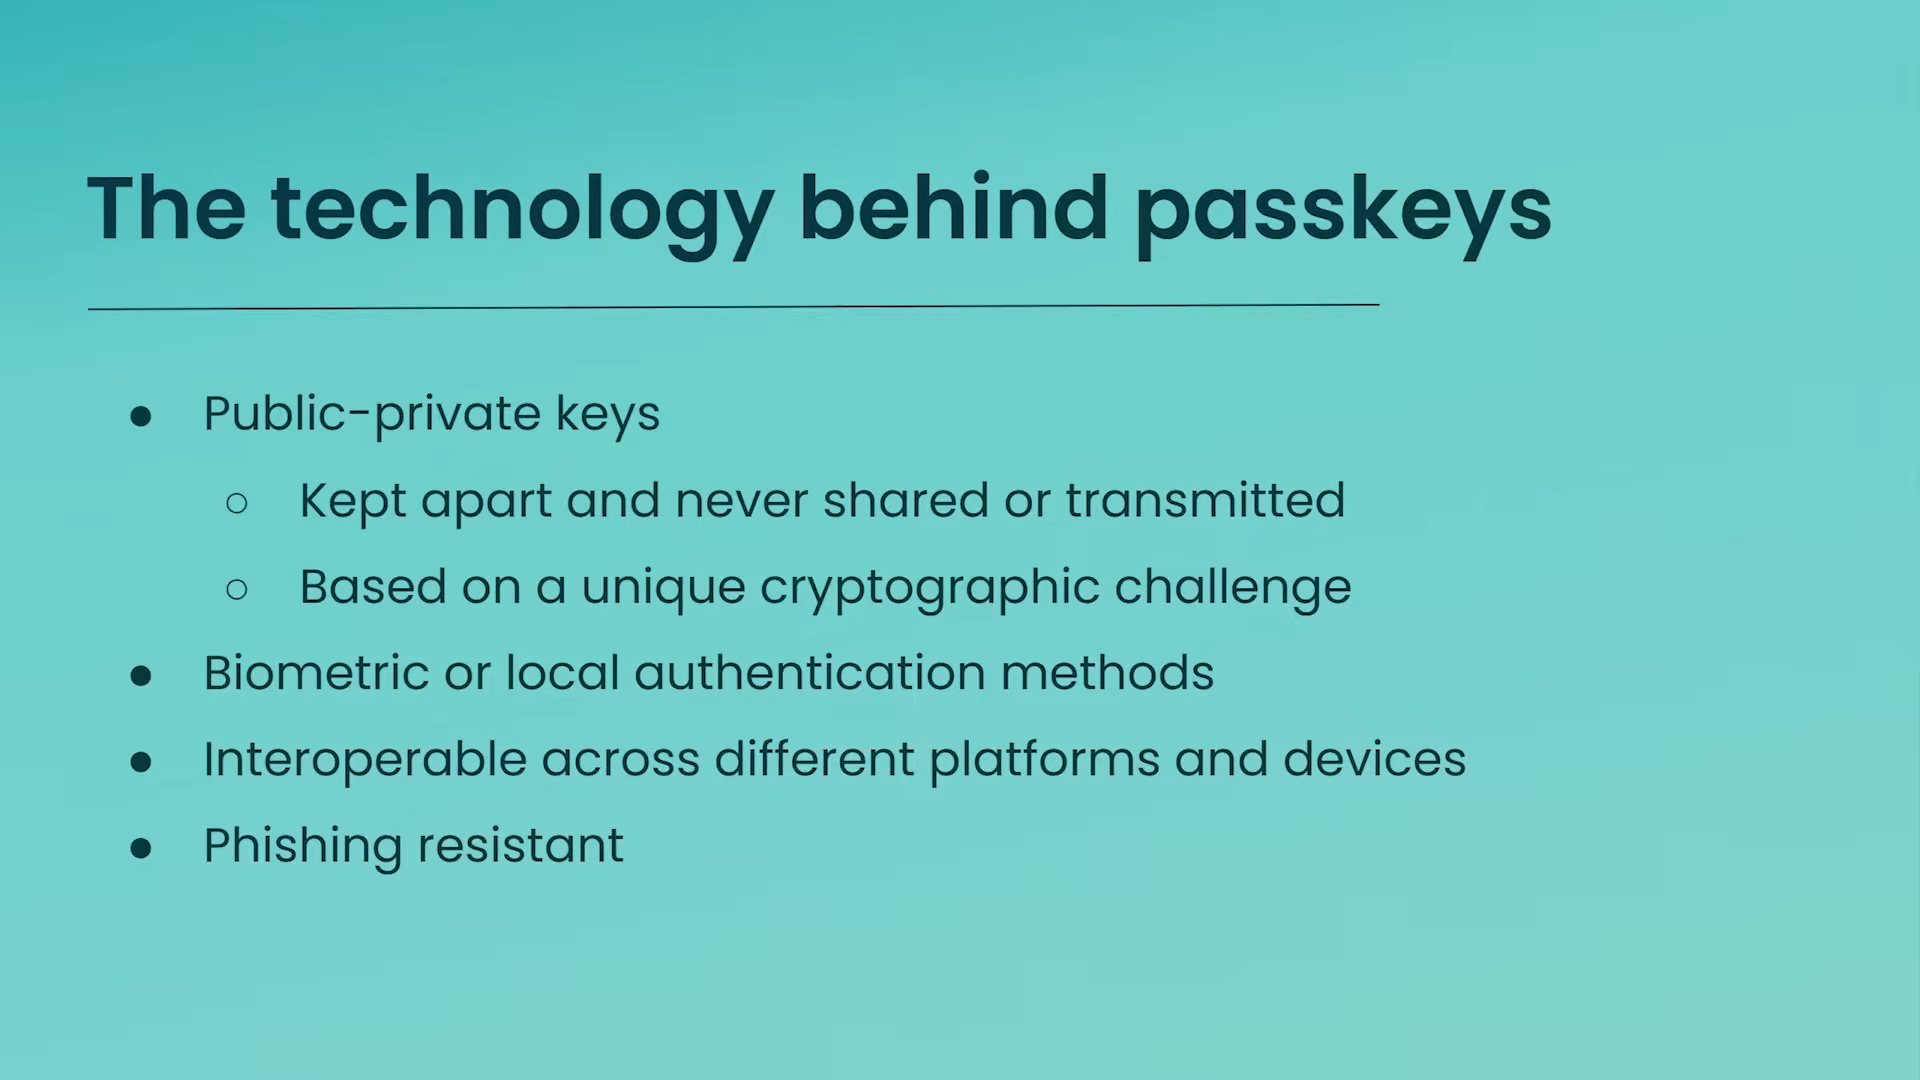 The technology behind passkeys
● Public-private keys
○ Kept apart and never shared or transmitted
○ Based on a unique cryptographic challenge
● Biometric or local authentication methods
● Interoperable across different platforms and devices
● Phishing resistant